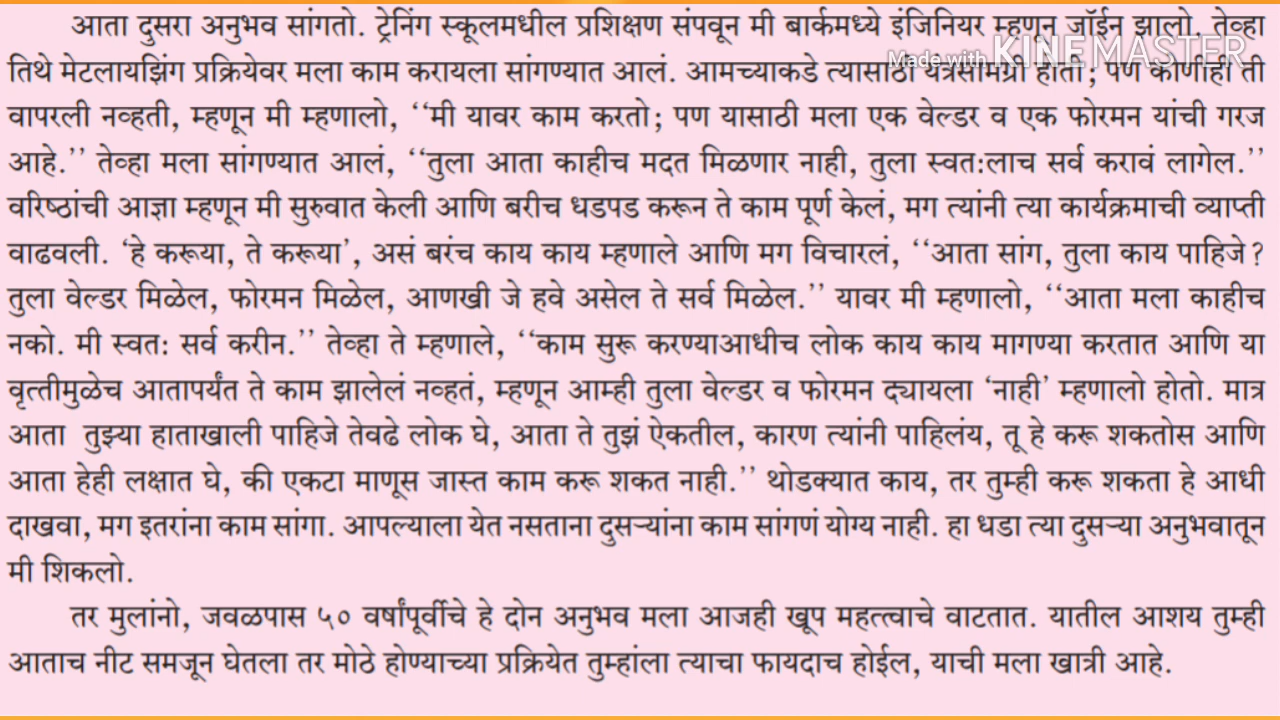 आता दुसरा अनुभव सांगतो. ट्रेनिंग स्कूलमधील प्रशिक्षण संपवून मी बार्कमध्ये इंजिनियर म्हणून जॉईन झालो. तेव्हा
Made with KINEMASTER
तिथे मेटलायझिंग प्रक्रियेवर मला काम करायला सांगण्यात आलं. आमच्याकडे त्यासाठी यंत्रसामग्री होती; पण कोणीही ती
वापरली नव्हती, म्हणून मी म्हणालो, ‘‘मी यावर काम करतो; पण यासाठी मला एक वेल्डर व एक फोरमन यांची गरज
आहे.’’ तेव्हा मला सांगण्यात आलं, ‘‘तुला आता काहीच मदत मिळणार नाही, तुला स्वत:लाच सर्व करावं लागेल.’’
वरिष्ठांची आज्ञा म्हणून मी सुरुवात केली आणि बरीच धडपड करून ते काम पूर्ण केलं, मग त्यांनी त्या कार्यक्रमाची व्याप्ती
वाढवली. ‘हे करूया, ते करूया’, असं बरंच काय काय म्हणाले आणि मग विचारलं, ‘‘आता सांग, तुला काय पाहिजे?
तुला वेल्डर मिळेल, फोरमन मिळेल, आणखी जे हवे असेल ते सर्व मिळेल.’’ यावर मी म्हणालो, ‘‘आता मला काहीच
नको. मी स्वत: सर्व करीन.’’ तेव्हा ते म्हणाले, ‘‘काम सुरू करण्याआधीच लोक काय काय मागण्या करतात आणि या
वृत्तीमुळेच आतापर्यंत ते काम झालेलं नव्हतं, म्हणून आम्ही तुला वेल्डर व फोरमन द्यायला ‘नाही’ म्हणालो होतो. मात्र
आता तुझ्या हाताखाली पाहिजे तेवढे लोक घे, आता ते तुझं ऐकतील, कारण त्यांनी पाहिलंय, तू हे करू शकतोस आणि
आता हेही लक्षात घे, की एकटा माणूस जास्त काम करू शकत नाही.’’ थोडक्यात काय, तर तुम्ही करू शकता हे आधी
दाखवा, मग इतरांना काम सांगा. आपल्याला येत नसताना दुसऱ्यांना काम सांगणं योग्य नाही. हा धडा त्या दुसऱ्या अनुभवातून
मी शिकलो.
तर मुलांनो, जवळपास ५० वर्षांपूर्वीचे हे दोन अनुभव मला आजही खूप महत्त्वाचे वाटतात. यातील आशय तुम्ही
आताच नीट समजून घेतला तर मोठे होण्याच्या प्रक्रियेत तुम्हांला त्याचा फायदाच होईल, याची मला खात्री आहे.